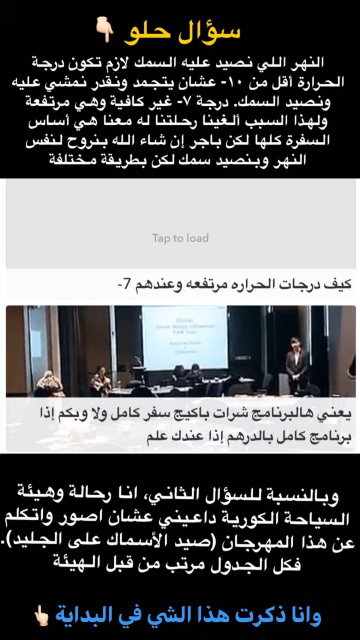 سؤال حلو 👇🏻
النهر اللي نصيد عليه السمك لازم تكون درجة
الحرارة أقل من ١٠- عشان يتجمد ونقدر نمشي عليه
ونصيد السمك. درجة ٧- غير كافية وهي مرتفعة
ولهذا السبب ألغينا رحلتنا له معنا هي أساس
السفرة كلها لكن باجر إن شاء الله بنروح لنفس
النهر وبنصيد سمك لكن بطريقة مختلفة
Tap to load
كيف درجات الحراره مرتفعه وعندهم 7-
يعني هالبرنامج شرات باكيج سفر كامل ولا وبكم إذا
برنامج كامل بالدرهم إذا عندك علم
وبالنسبة للسؤال الثاني، انا رحالة وهيئة
السياحة الكورية داعيني عشان اصور واتكلم
عن هذا المهرجان (صيد الأسماك على الجليد).
فكل الجدول مرتب من قبل الهيئة
وانا ذكرت هذا الشي في البداية 👆🏻